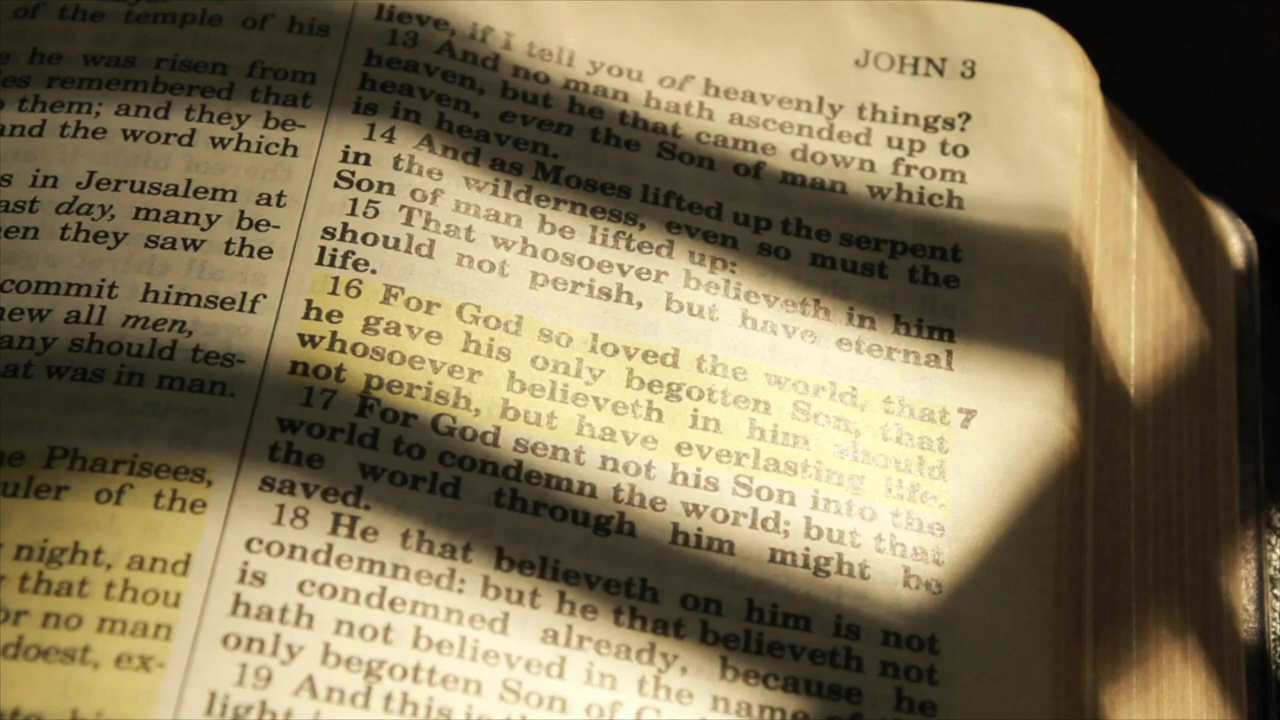 of the temple of his
he was risen from
remembered that
them; and they be-
and the word which
in Jerusalem at
day, many be-
they saw the
commit himself
all men,
any should tes-
at was in man.
Pharisees,
of the
night, and
that thou
no man
doest, ex-
JOHN 3
lieve, if I tell you of heavenly things?
13 And no man hath ascended up to
heaven, but he that came down from
heaven, even the Son of man which
is in heaven.
14 And as Moses lifted up the serpent
in the wilderness, even so must the
Son of man be lifted up:
15 That whosoever believeth in him
should not perish, but have eternal
life.
16 For God so loved the world, that 7
he gave his only begotten Son, that
whosoever believeth in him should
not perish, but have everlasting life.
17 For God sent not his Son into the
world to condemn the world; but that
the world through him might be
saved.
18 He that believeth on him is not
condemned: but he that believeth not
is condemned already, because he
hath not believed in the name of the
only begotten Son of
19 And this is
light